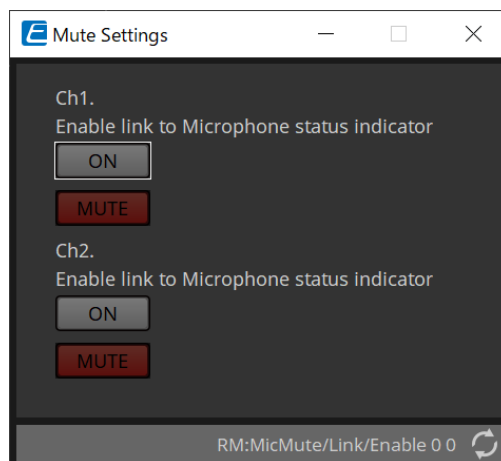 Mute Settings
Ch1.
Enable link to Microphone status indicator
ON
MUTE
Ch2.
Enable link to Microphone status indicator
ON
MUTE
RM:MicMute/Link/Enable 0 0